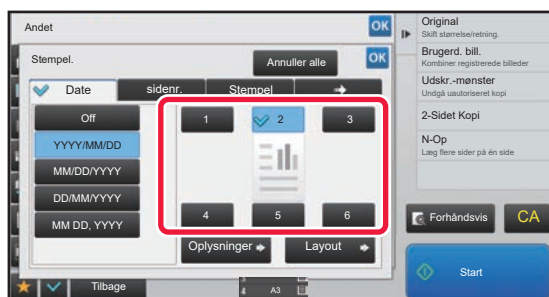 Andet
OK
Stempel.
Annuller alle
OK
Date
sidenr.
Stempel
Off
YYYY/MM/DD
MM/DD/YYYY
DD/MM/YYYY
MM DD, YYYY
1
2
3
4
5
6
Oplysninger
Layout
Tilbage
3
4
A3
Original
Skift størrelse/retning.
Brugerd. bill.
Kombiner registrerede billeder
Udskr.-mønster
Undgå uautoriseret kopi
2-Sidet Kopi
N-Op
Læg flere sider på én side
Forhåndsvis
CA
Start